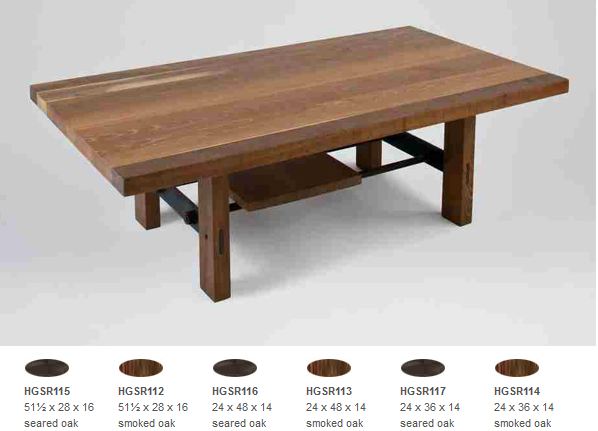 HGSR115 HGSR112 HGSR116 HGSR113 HGSR117 HGSR114
51½ x 28 x 16 51½ x 28 x 16 24 x 48 x 14 24 x 48 x 14 24 x 36 x 14 24 x 36 x 14
seared oak smoked oak seared oak smoked oak seared oak smoked oak